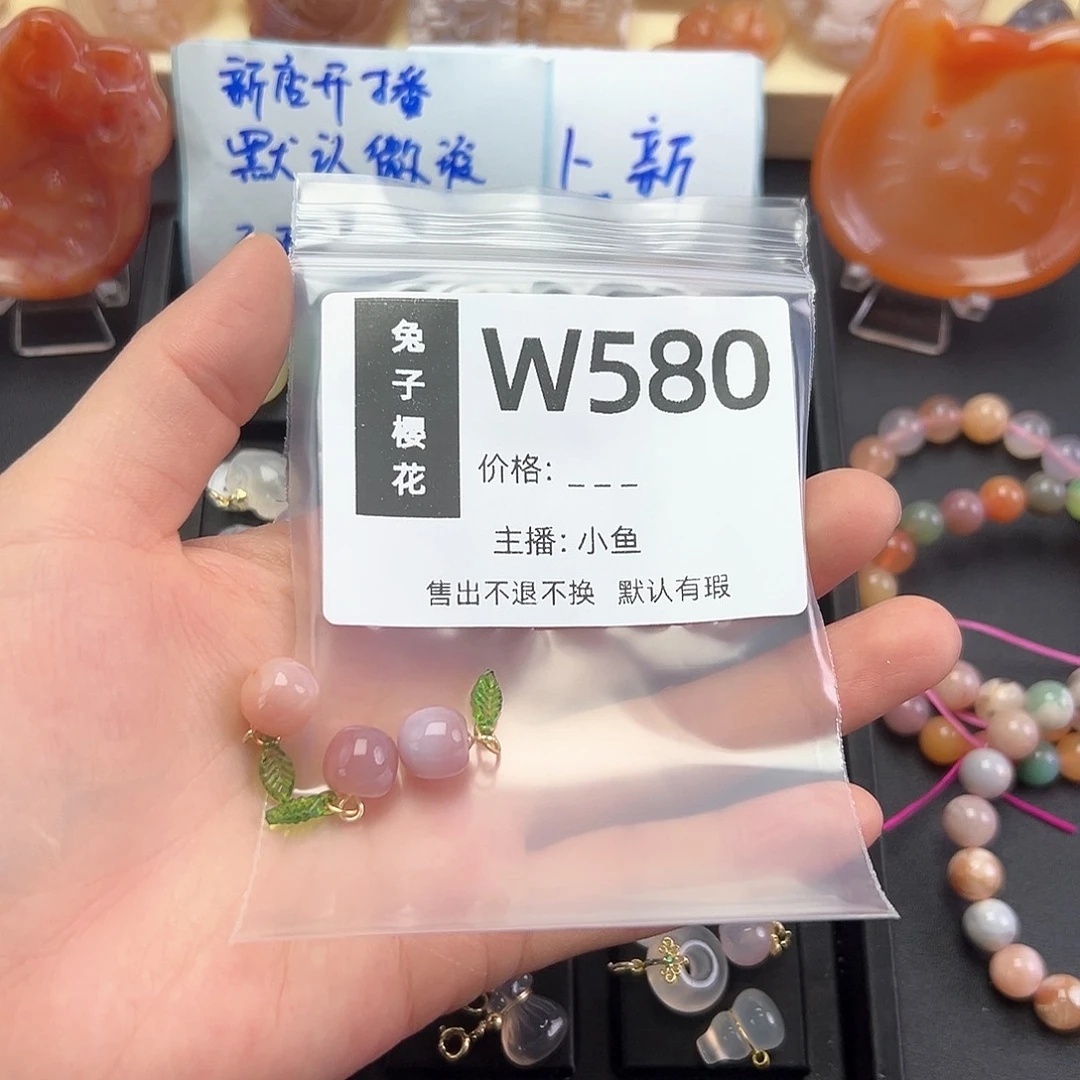 新店开播
默认微瑕
上新
兔子樱花
W580
价格: _ _ _
主播: 小鱼
售出不退不换 默认有瑕